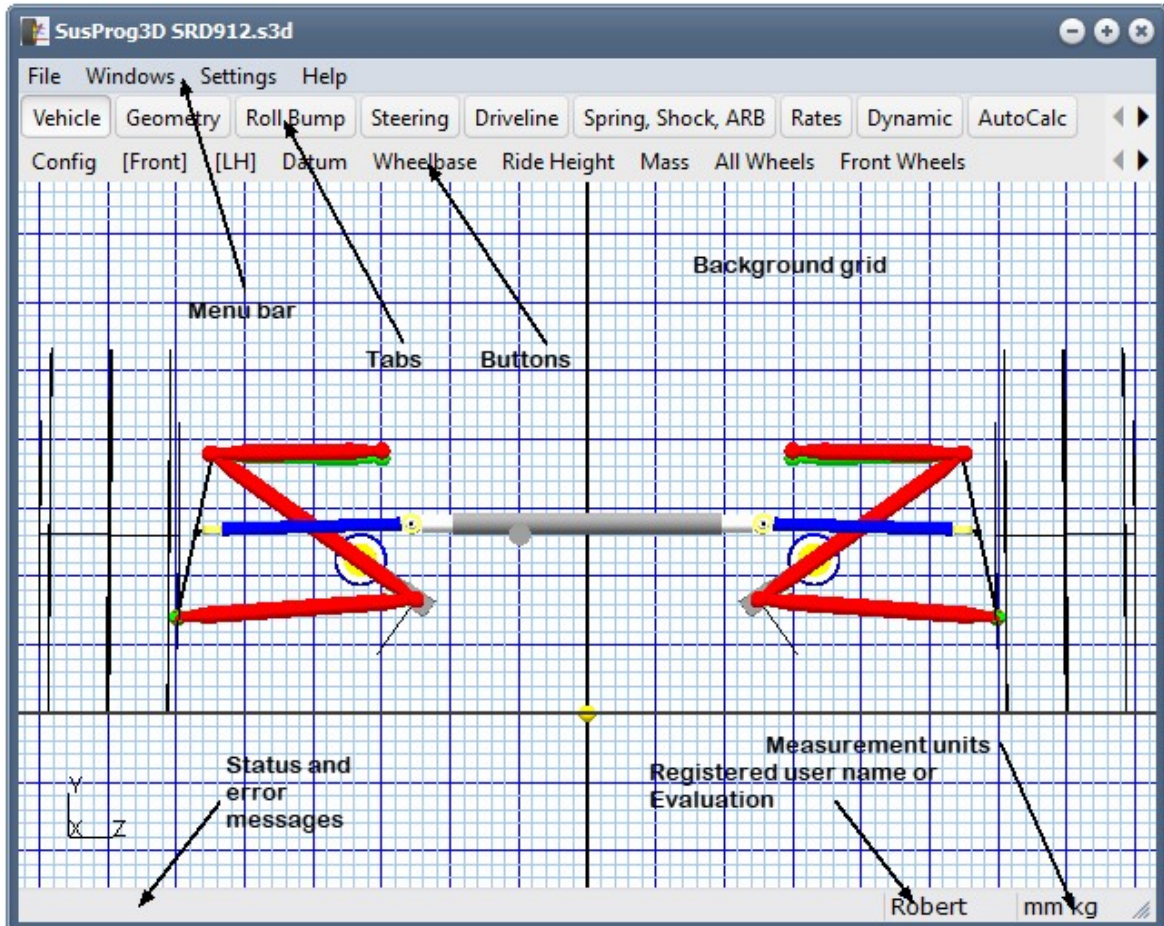 SusProg3D SRD912.s3d
File Windows Settings Help
Vehicle Geometry Roll Bump Steering Driveline Spring, Shock, ARB Rates Dynamic AutoCalc
Config [Front] [LH] Datum Wheelbase Ride Height Mass All Wheels Front Wheels
Background grid
Menu bar
Tabs Buttons
Measurement units
Status and
error
messages
Registered user name or
Evaluation
Y
X Z
Robert mm kg